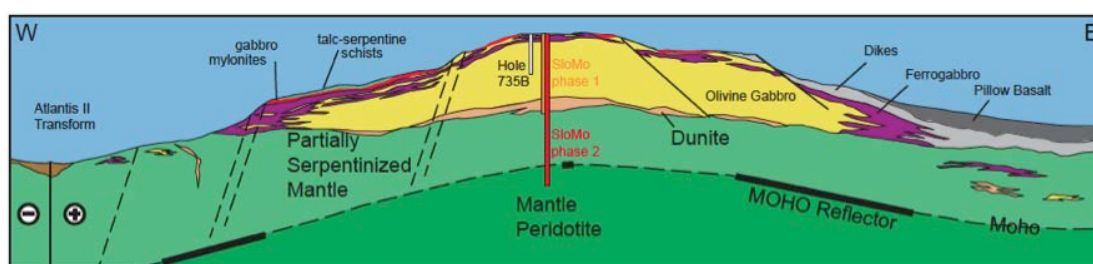 W
E
gabbro
mylonites
talc-serpentine
schists
Hole
735B
SloMo
phase 1
Dikes
Ferrogabbro
Pillow Basalt
Atlantis II
Transform
Olivine Gabbro
Partially
Serpentinized
Mantle
SloMo
phase 2
Dunite
Mantle
Peridotite
MOHO Reflector
Moho